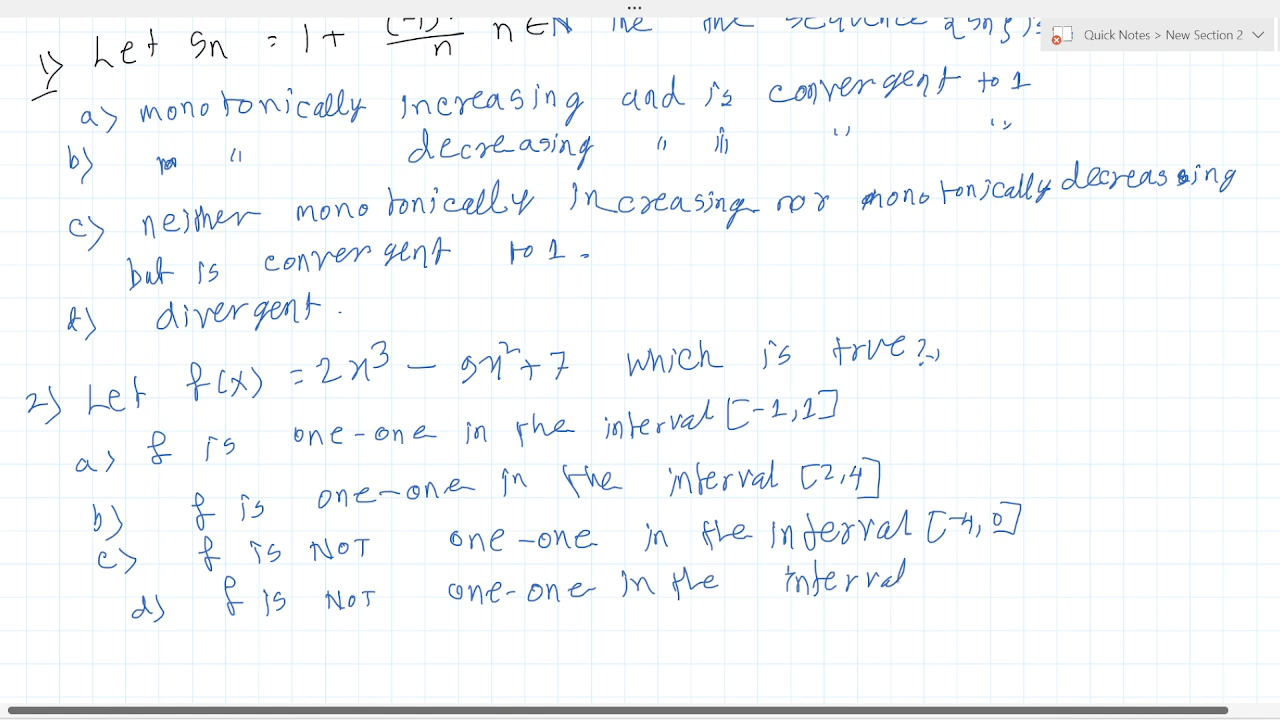 Quick Notes > New Section 2
1) Let Sn = 1 + (-1)ⁿ/n n ∈ N the the sequence {Sn} is
a) monotonically increasing and is convergent to 1
b) " " decreasing " " " "
c) neither monotonically increasing nor monotonically decreasing
but is convergent to 1.
d) divergent.
2) Let f(x) = 2x³ - 9x² + 7 which is true?
a) f is one-one in the interval [-1,1]
b) f is one-one in the interval [2,4]
c) f is NOT one-one in the interval [-4,0]
d) f is NOT one-one in the interval